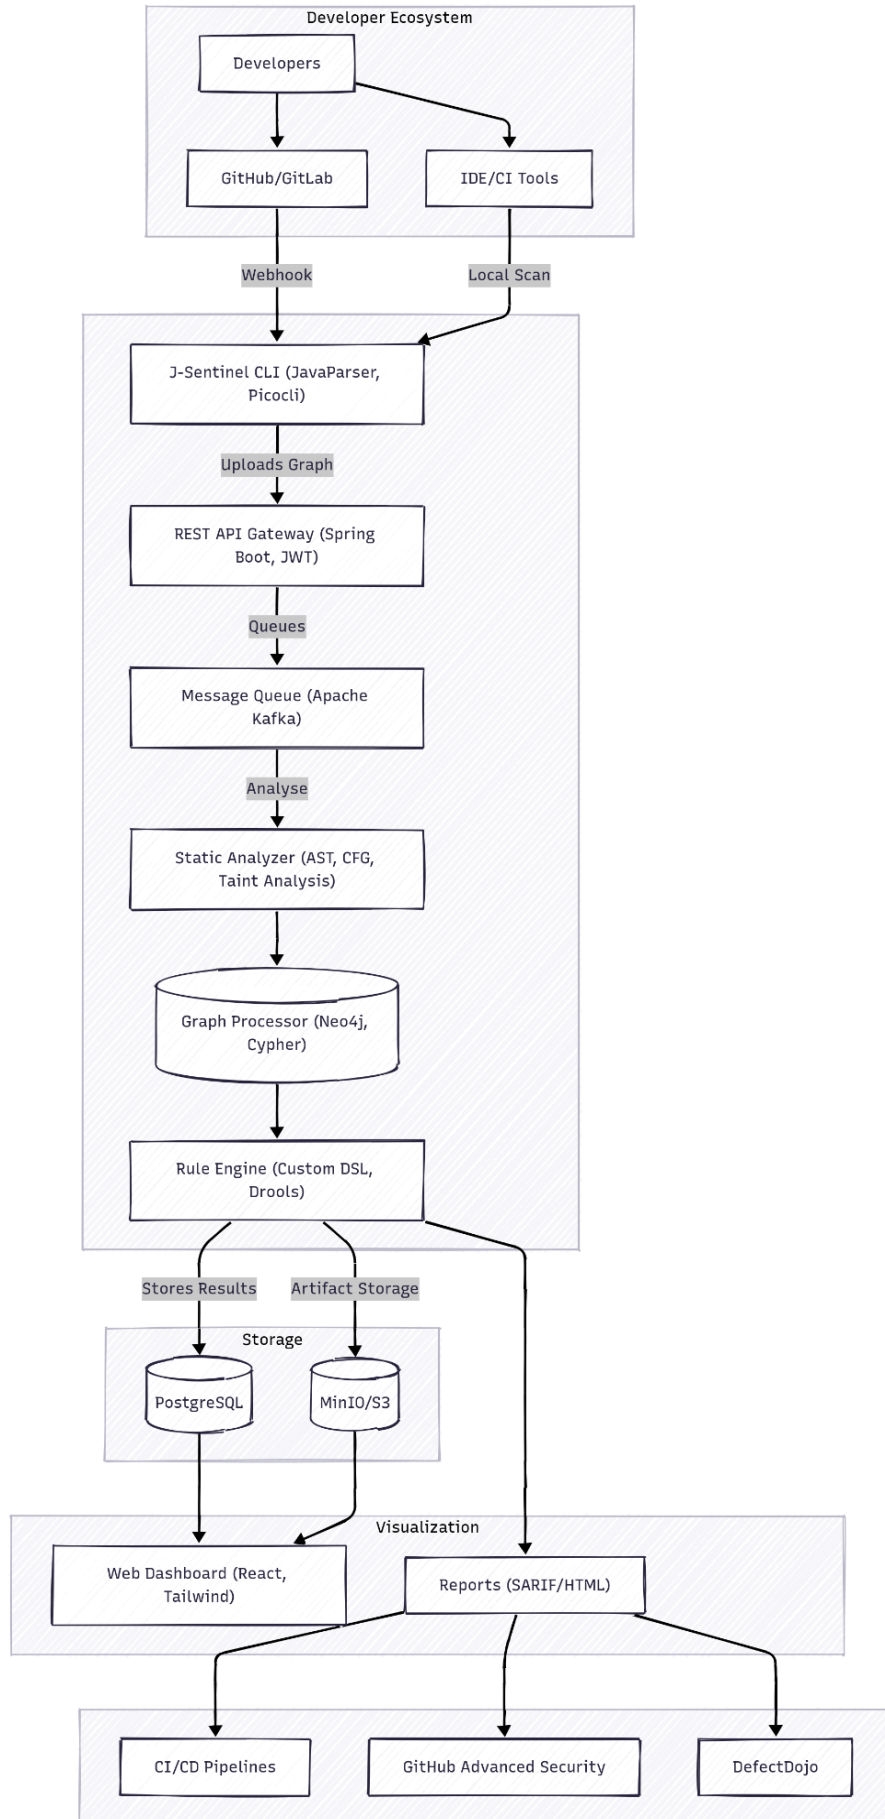 Developer Ecosystem
Developers
GitHub/GitLab
IDE/CI Tools
Webhook
Local Scan
J-Sentinel CLI (JavaParser,
Picocli)
Uploads Graph
REST API Gateway (Spring
Boot, JWT)
Queues
Message Queue (Apache
Kafka)
Analyse
Static Analyzer (AST, CFG,
Taint Analysis)
Graph Processor (Neo4j,
Cypher)
Rule Engine (Custom DSL,
Drools)
Stores Results
Artifact Storage
Storage
PostgreSQL
MinIO/S3
Visualization
Web Dashboard (React,
Tailwind)
Reports (SARIF/HTML)
CI/CD Pipelines
GitHub Advanced Security
DefectDojo